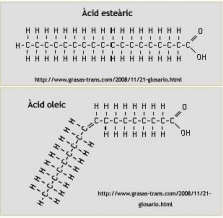 Àcid esteàric
H H H H H H H H H H H H H H H H H
H-C-C-C-C-C-C-C-C-C-C-C-C-C-C-C-C-C-C
O
OH
H H H H H H H H H H H H H H H H H
http://www.grasas-trans.com/2008/11/21-glosario.html
Àcid oleic
O
OH
http://www.grasas-trans.com/2008/11/21-
glosario.html